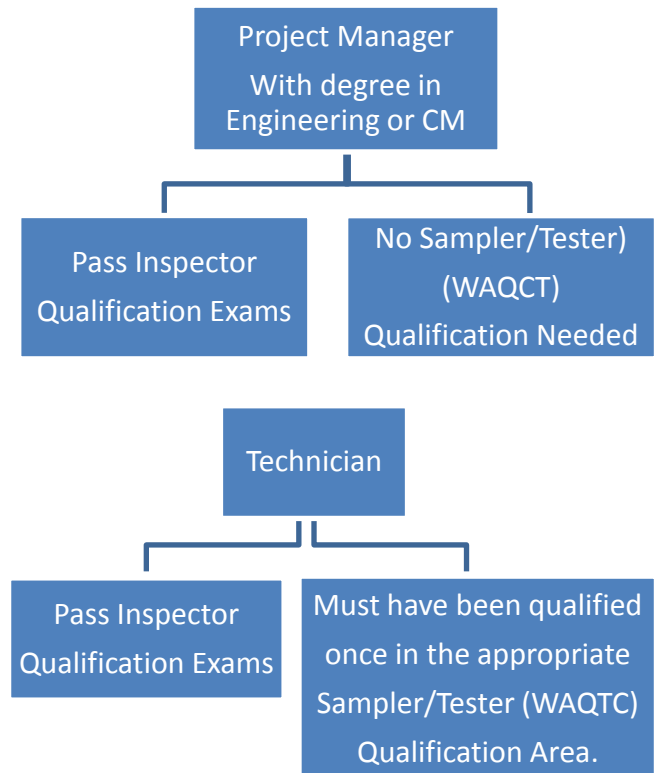 Project Manager
With degree in
Engineering or CM
Pass Inspector
Qualification Exams
No Sampler/Tester)
(WAQCT)
Qualification Needed
Technician
Pass Inspector
Qualification Exams
Must have been qualified
once in the appropriate
Sampler/Tester (WAQTC)
Qualification Area.